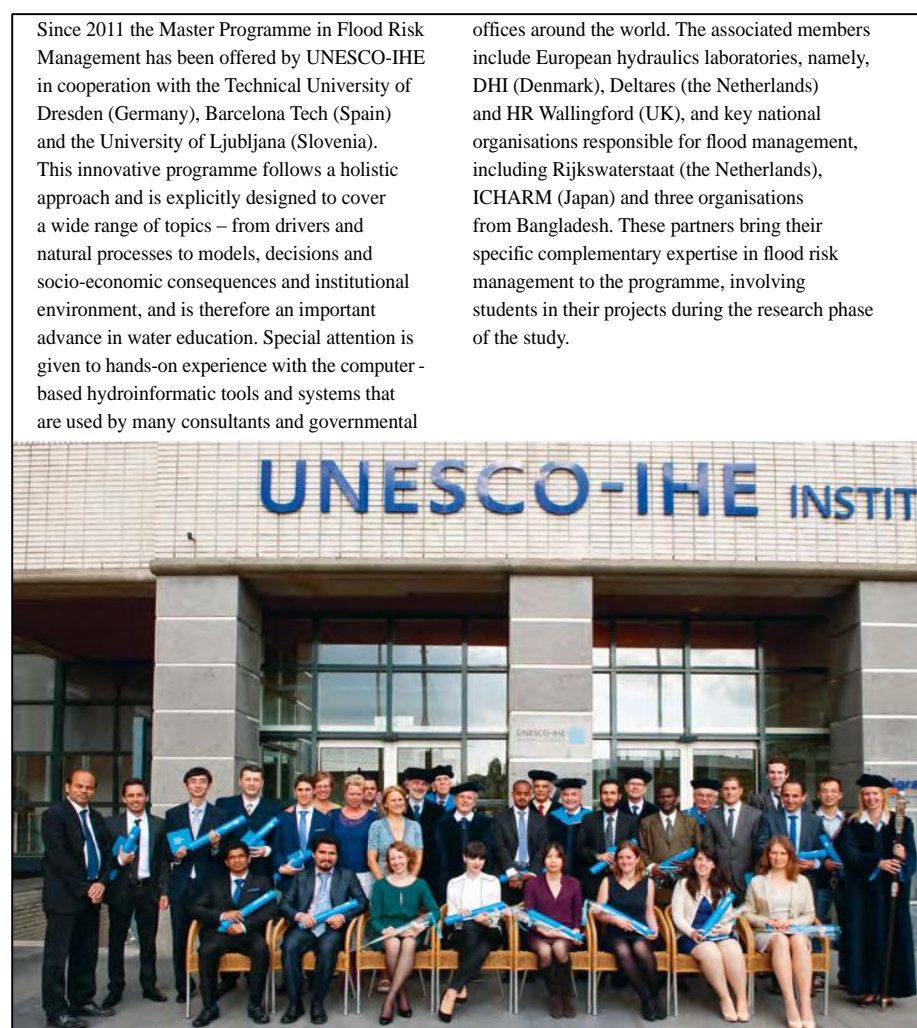 Since 2011 the Master Programme in Flood Risk
Management has been offered by UNESCO-IHE
in cooperation with the Technical University of
Dresden (Germany), Barcelona Tech (Spain)
and the University of Ljubljana (Slovenia).
This innovative programme follows a holistic
approach and is explicitly designed to cover
a wide range of topics – from drivers and
natural processes to models, decisions and
socio-economic consequences and institutional
environment, and is therefore an important
advance in water education. Special attention is
given to hands-on experience with the computer -
based hydroinformatic tools and systems that
are used by many consultants and governmental
offices around the world. The associated members
include European hydraulics laboratories, namely,
DHI (Denmark), Deltares (the Netherlands)
and HR Wallingford (UK), and key national
organisations responsible for flood management,
including Rijkswaterstaat (the Netherlands),
ICHARM (Japan) and three organisations
from Bangladesh. These partners bring their
specific complementary expertise in flood risk
management to the programme, involving
students in their projects during the research phase
of the study.
UNESCO-IHE INSTIT
UNESCO-IHE